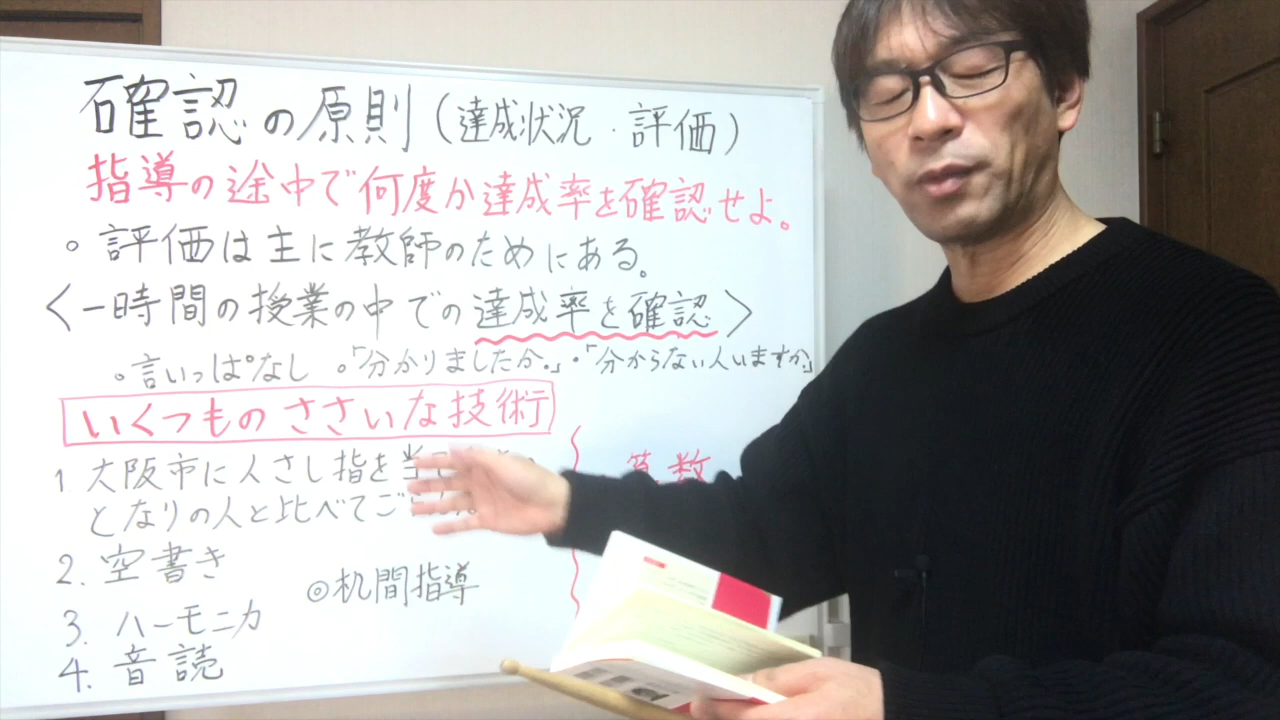 確認の原則(達成状況・評価)
指導の途中で何度か達成率を確認せよ。
○評価は主に教師のためにある。
〈一時間の授業の中での達成率を確認〉
○言いっぱなし ○「分かりましたか。」・「分からない人いますか。」
いくつものささいな技術
1. 大阪市に人さし指を当
となりの人と比べてご
2. 空書き
3. ハーモニカ
4. 音読
◎机間指導
算数